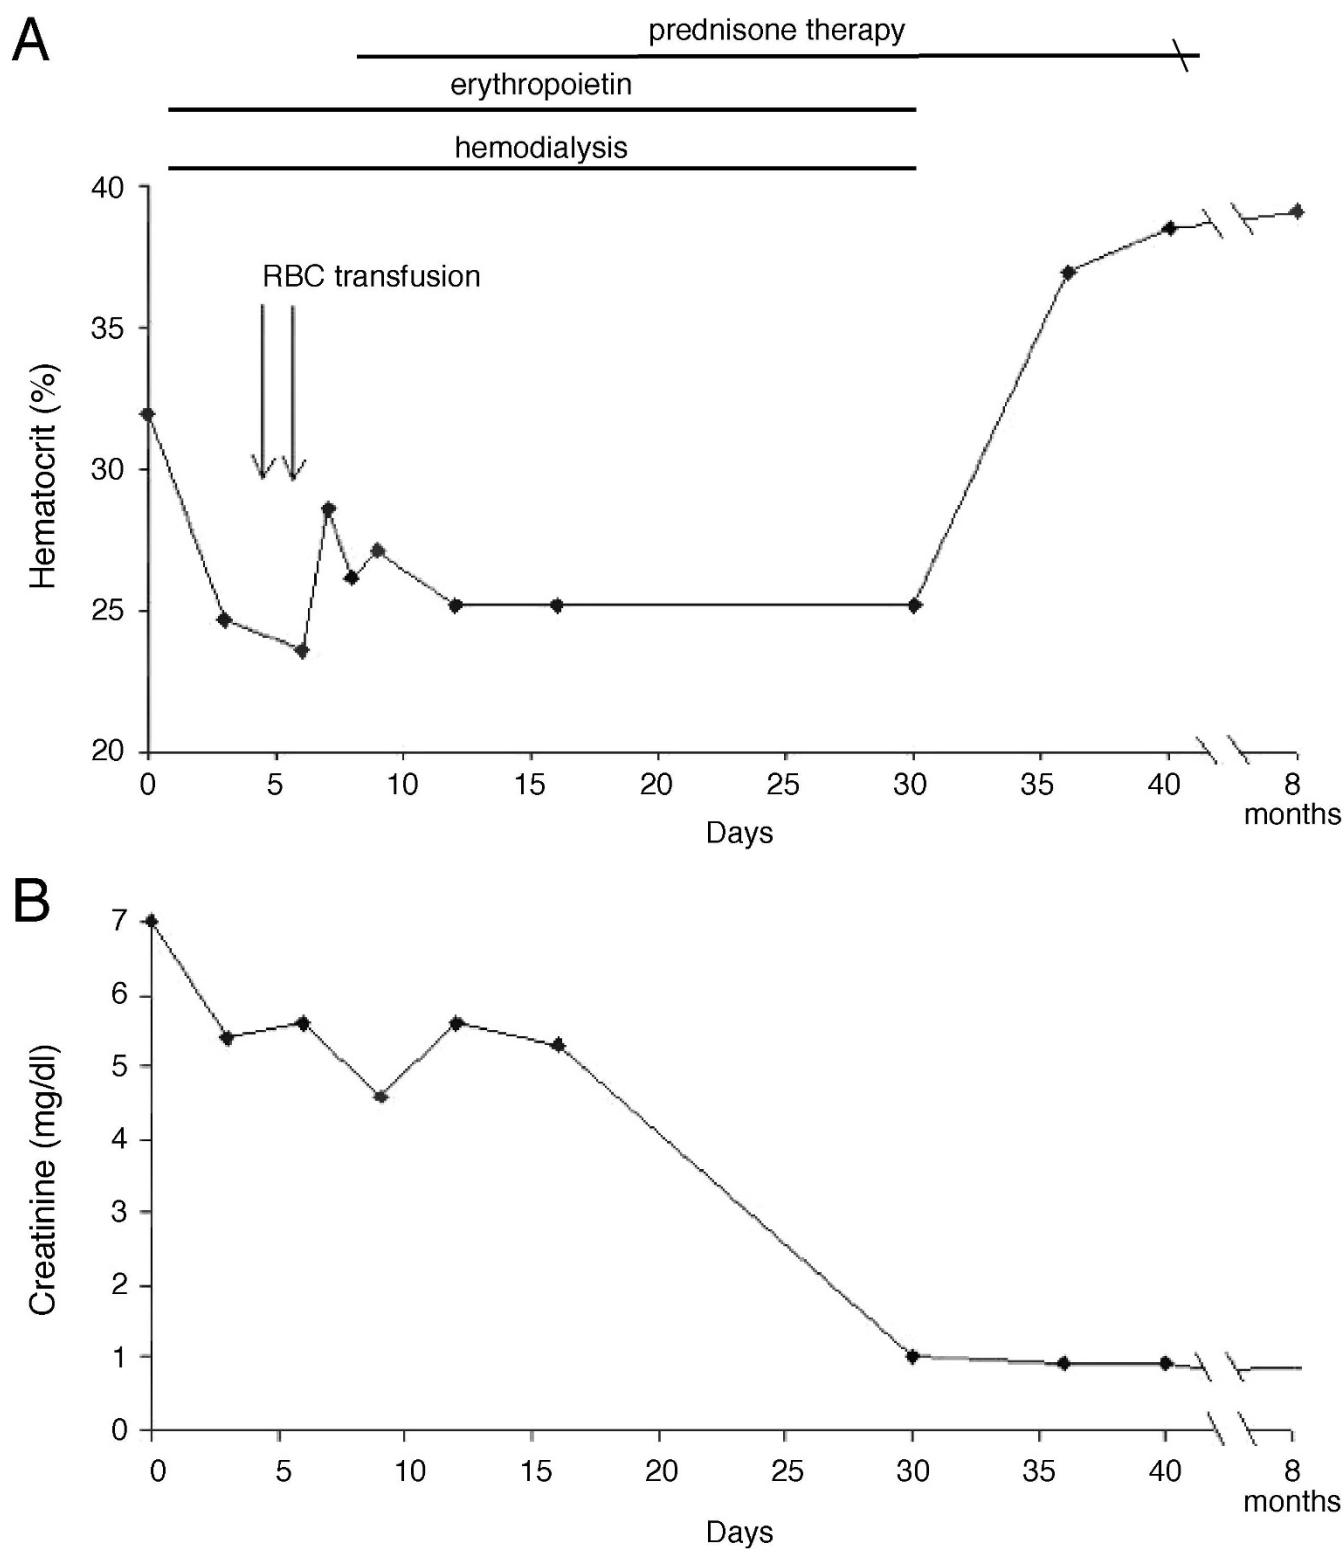 A
prednisone therapy
erythropoietin
hemodialysis
40
RBC transfusion
35
30
25
20
Hematocrit (%)
0 5 10 15 20 25 30 35 40 8
months
Days
B
7
6
5
4
3
2
1
0
Creatinine (mg/dl)
0 5 10 15 20 25 30 35 40 8
months
Days